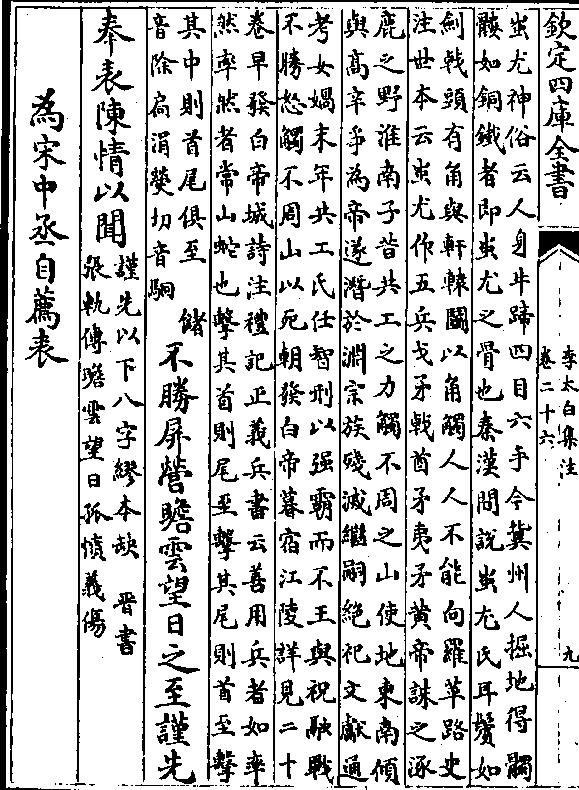 欽定四庫全書
李太白集注
卷二十六
九
蚩尤神俗云人身牛蹄四目六手今冀州人掘地得髑
髏如銅鐵者即蚩尤之骨也秦漢間說蚩尤氏耳鬢如
劍戟頭有角與軒轅鬭以角觸人人不能向羅苹路史
注世本云蚩尤作五兵戈矛戟酋矛夷矛黄帝誅之涿
鹿之野淮南子昔共工之力觸不周之山使地東南傾
與高辛爭為帝遂潛於淵宗族殘滅繼嗣絶祀文獻通
考女媧末年共工氏任智刑以强霸而不王與祝融戰
不勝怒觸不周山以死朝發白帝暮宿江陵詳見二十
卷早發白帝城詩注禮記正義兵書云善用兵者如率
然率然者常山蛇也擊其首則尾至擊其尾則首至擊
其中則首尾俱至　儲
音除扃涓熒切音駉
不勝屏營瞻雲望日之至謹先
奉表陳情以聞
謹先以下八字繆本缺　晉書
張軌傳瞻雲望日孤憤義傷
為宋中丞自薦表